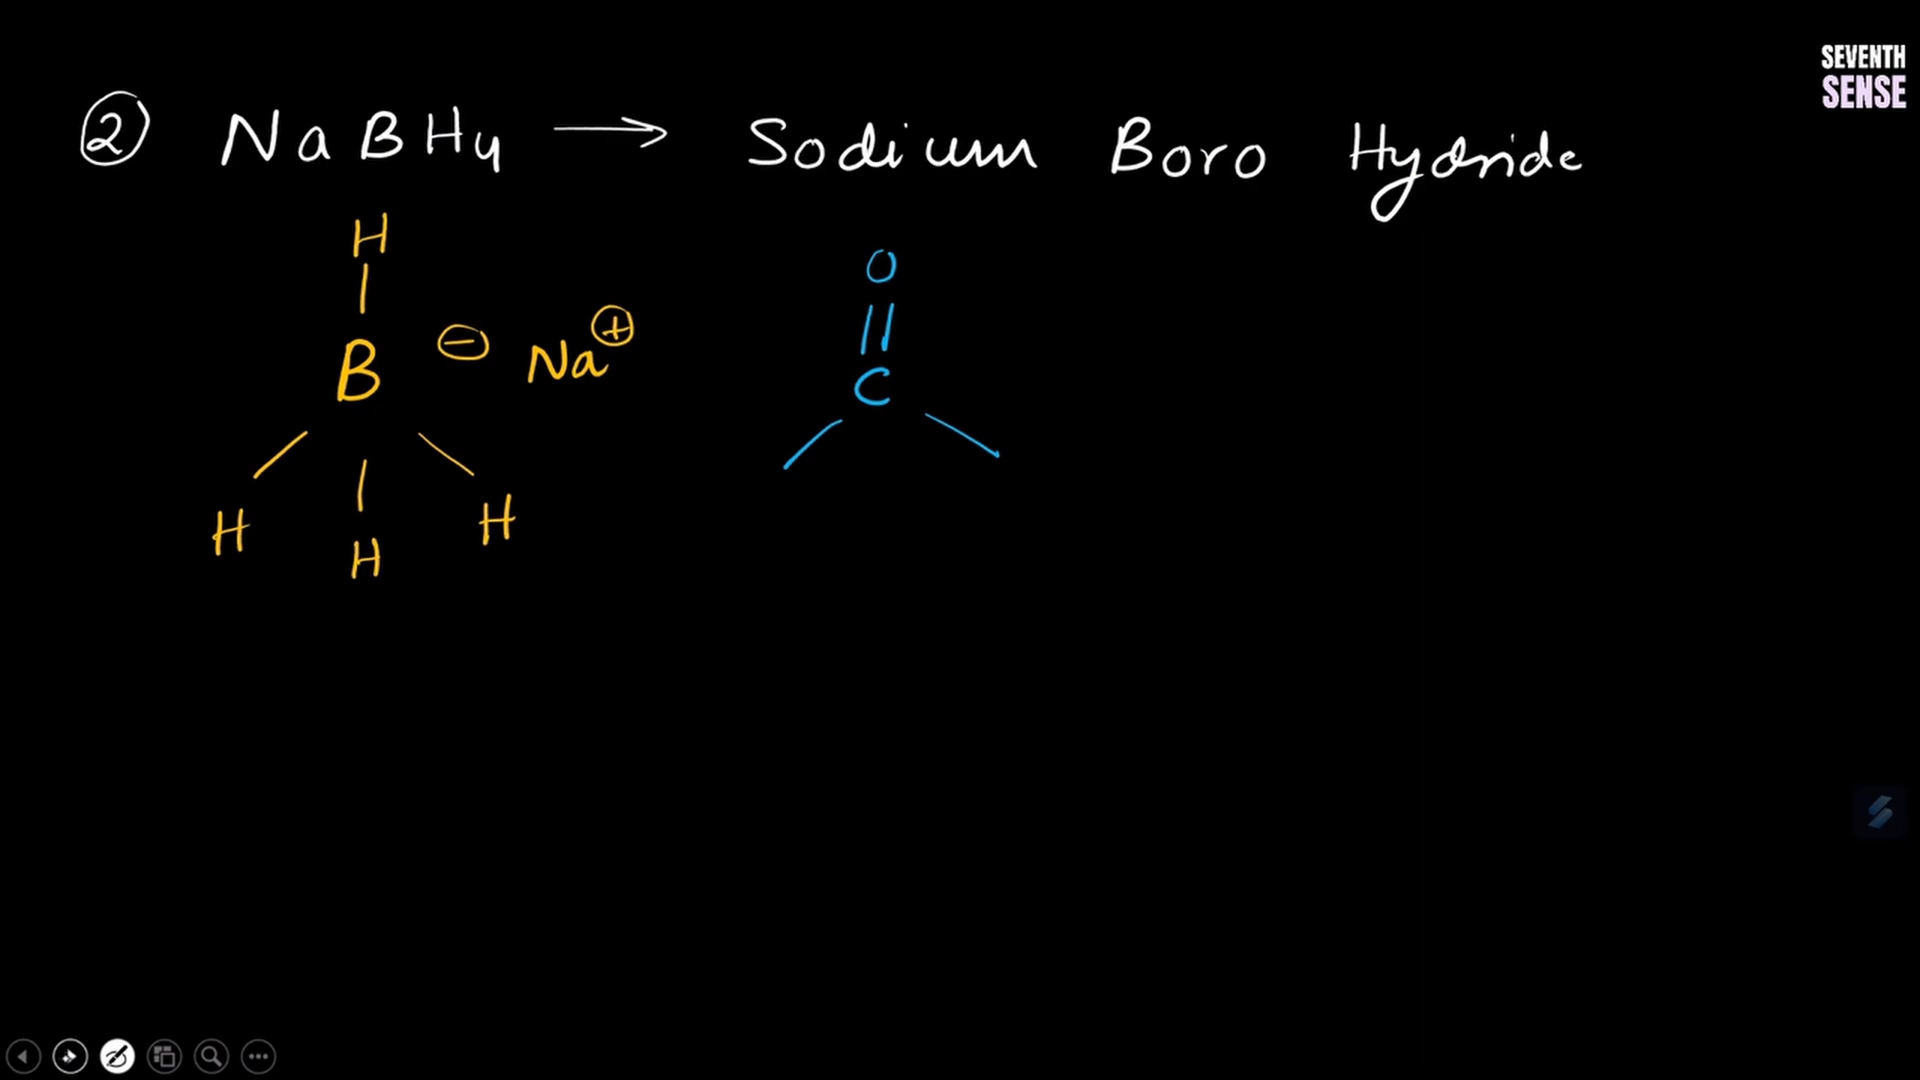 SEVENTH
SENSE
② NaBH4 → Sodium Boro Hydride
H
B ⊖ Na⊕
H H H
O
C